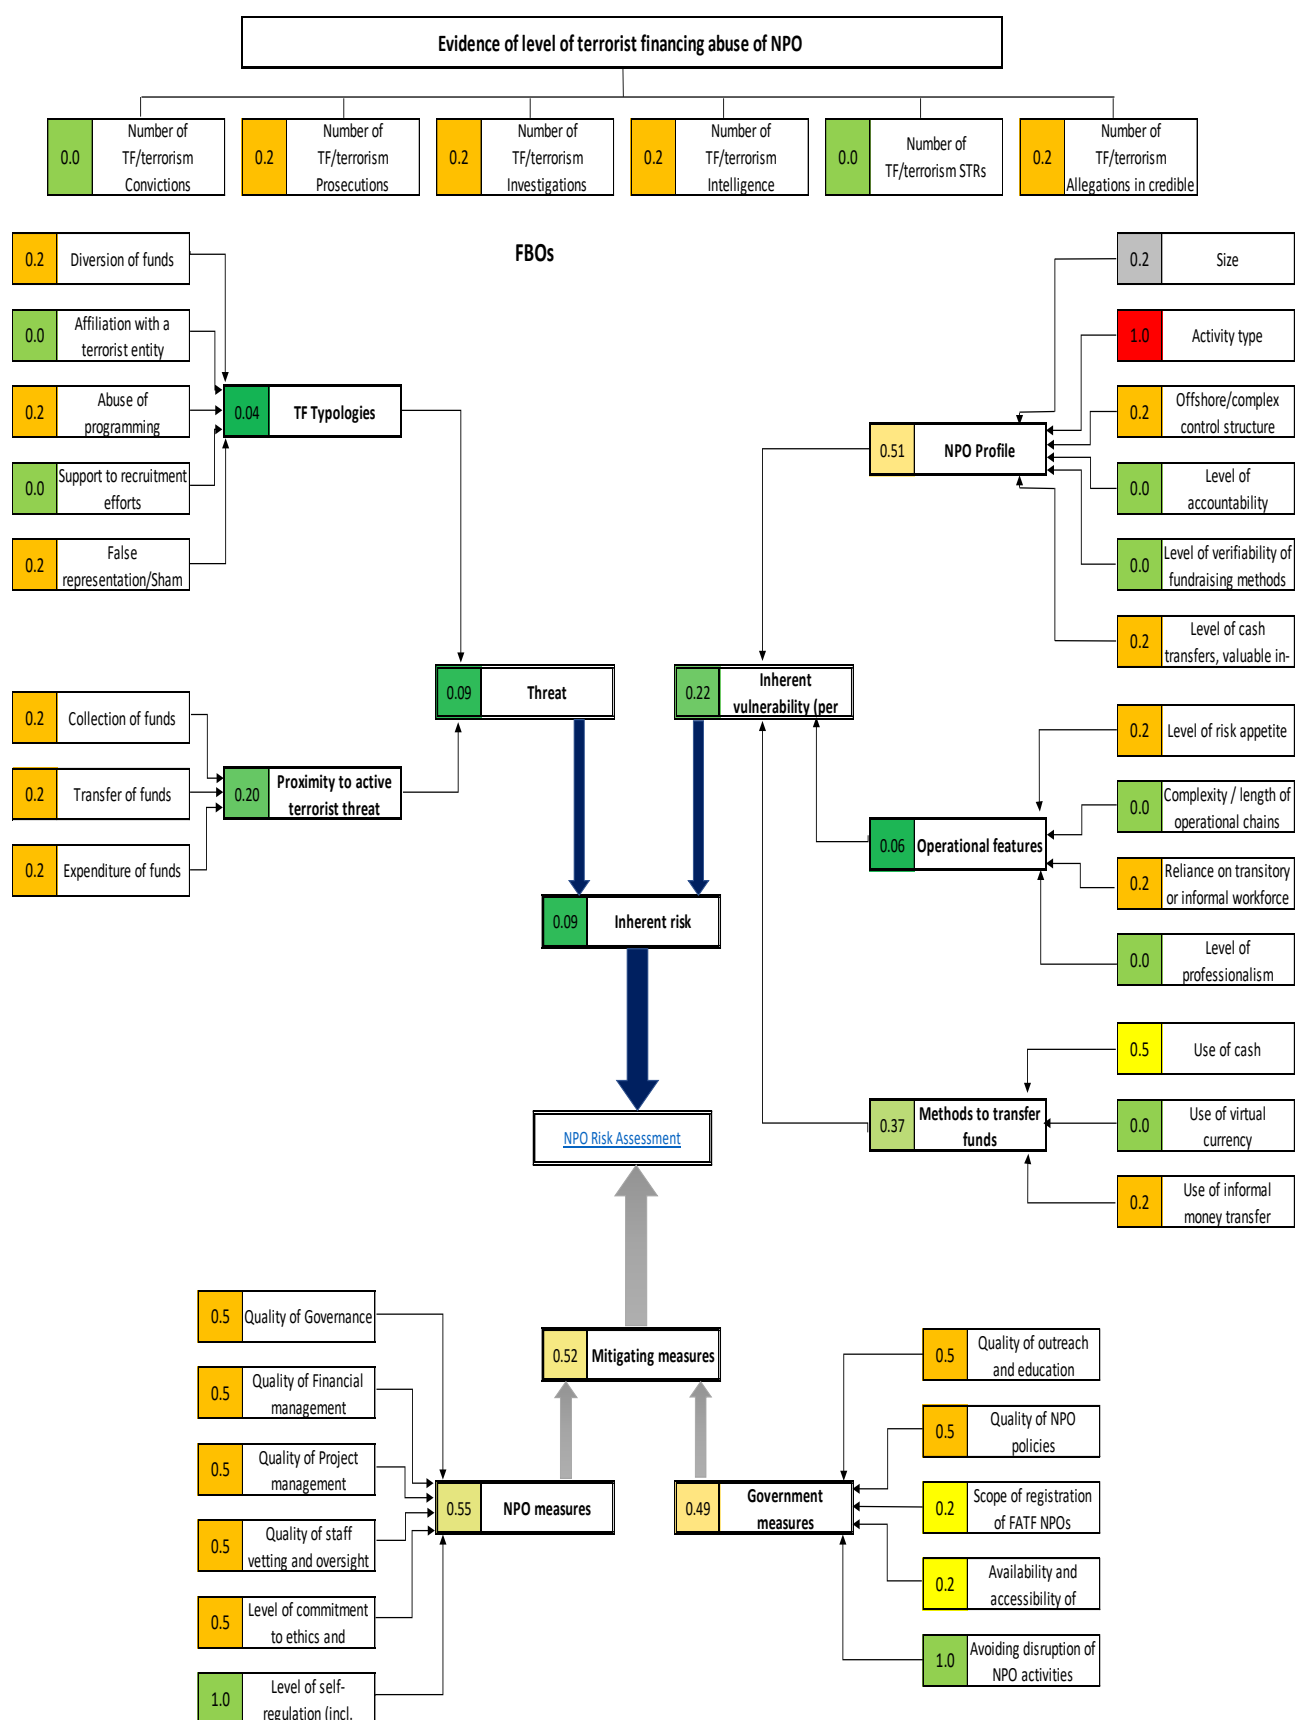 Evidence of level of terrorist financing abuse of NPO
0.0
Number of
TF/terrorism
Convictions
0.2
Number of
TF/terrorism
Prosecutions
0.2
Number of
TF/terrorism
Investigations
0.2
Number of
TF/terrorism
Intelligence
0.0
Number of
TF/terrorism STRs
0.2
Number of
TF/terrorism
Allegations in credible
FBOs
0.2
Diversion of funds
0.0
Affiliation with a
terrorist entity
0.2
Abuse of
programming
0.0
Support to recruitment
efforts
0.2
False
representation/Sham
0.04
TF Typologies
0.2
Collection of funds
0.2
Transfer of funds
0.2
Expenditure of funds
0.20
Proximity to active
terrorist threat
0.09
Threat
0.22
Inherent
vulnerability (per
0.51
NPO Profile
0.2
Size
1.0
Activity type
0.2
Offshore/complex
control structure
0.0
Level of
accountability
0.0
Level of verifiability of
fundraising methods
0.2
Level of cash
transfers, valuable in-
0.06
Operational features
0.2
Level of risk appetite
0.0
Complexity / length of
operational chains
0.2
Reliance on transitory
or informal workforce
0.0
Level of
professionalism
0.37
Methods to transfer
funds
0.5
Use of cash
0.0
Use of virtual
currency
0.2
Use of informal
money transfer
0.09
Inherent risk
NPO Risk Assessment
0.52
Mitigating measures
0.5
Quality of Governance
0.5
Quality of Financial
management
0.5
Quality of Project
management
0.5
Quality of staff
vetting and oversight
0.5
Level of commitment
to ethics and
1.0
Level of self-
regulation (incl.
0.55
NPO measures
0.49
Government
measures
0.5
Quality of outreach
and education
0.5
Quality of NPO
policies
0.2
Scope of registration
of FATF NPOs
0.2
Availability and
accessibility of
1.0
Avoiding disruption of
NPO activities